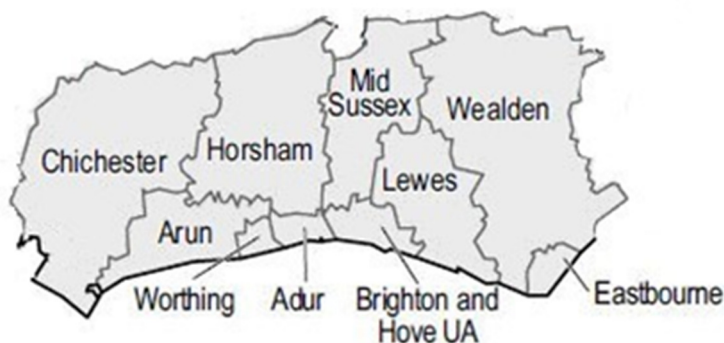 Mid
Sussex
Wealden
Chichester
Horsham
Lewes
Arun
Worthing
Adur
Brighton and
Hove UA
Eastbourne